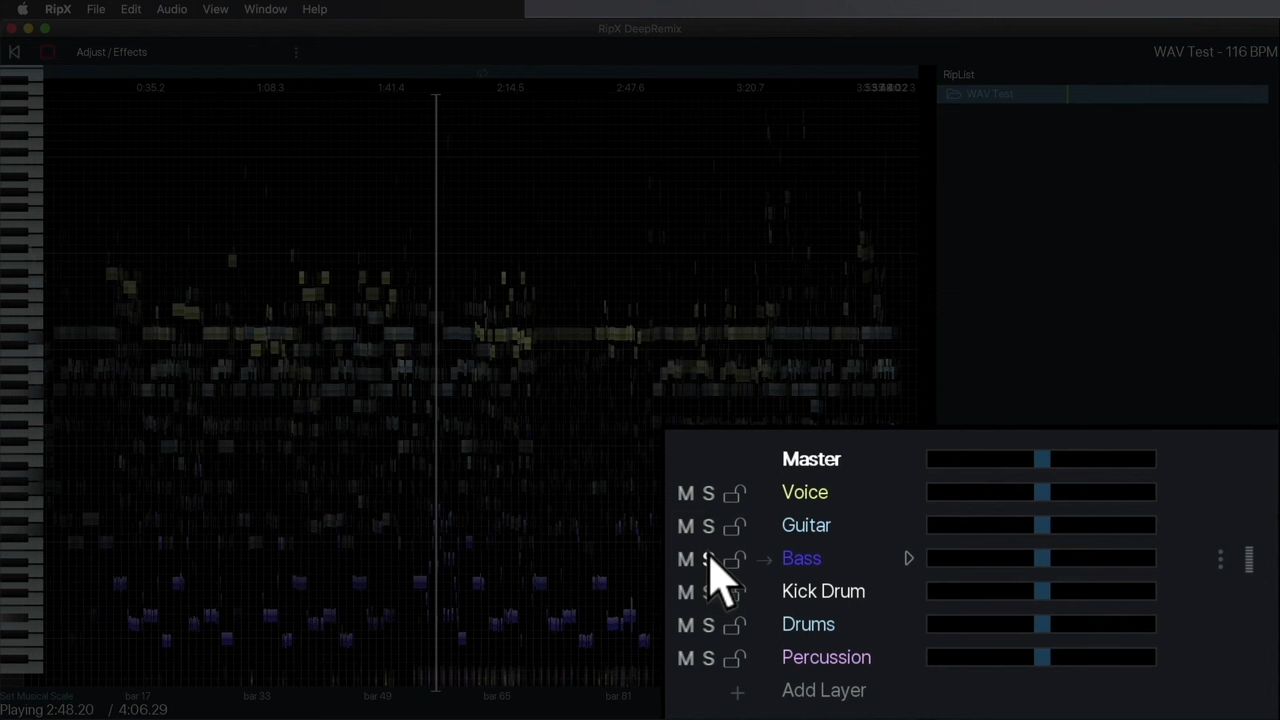 RipX File Edit Audio View Window Help
RipX DeepRemix
Adjust / Effects
WAV Test - 116 BPM
RipList
WAV Test
0:35.2 1:08.3 1:41.4 2:14.5 2:47.6 3:20.7
Master
M S Voice
M S Guitar
M S → Bass
M Kick Drum
M S Drums
M S Percussion
+ Add Layer
Set Musical Scale
bar 17 bar 33 bar 49 bar 65 bar 81
Playing 2:48.20 / 4:06.29